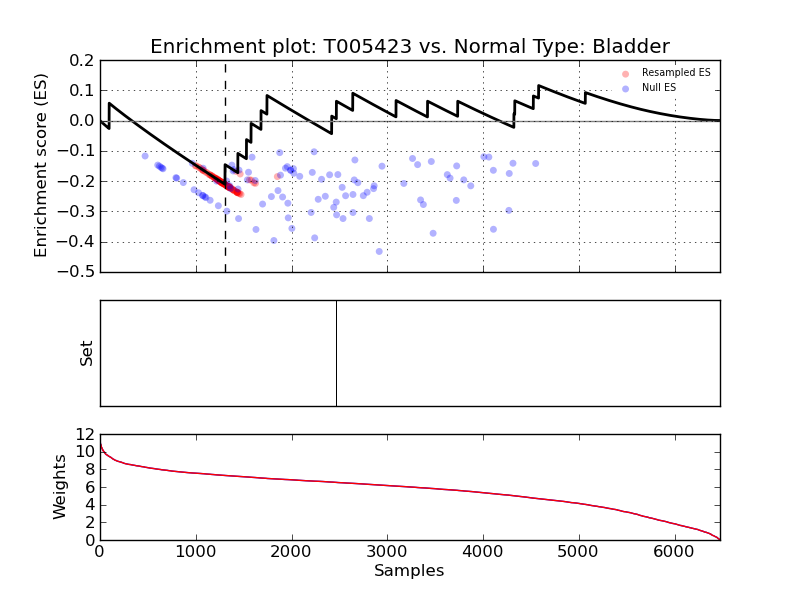 Enrichment plot: T005423 vs. Normal Type: Bladder
Enrichment score (ES)
0.2
0.1
0.0
−0.1
−0.2
−0.3
−0.4
−0.5
Resampled ES
Null ES
Set
Weights
12
10
8
6
4
2
0
0 1000 2000 3000 4000 5000 6000
Samples